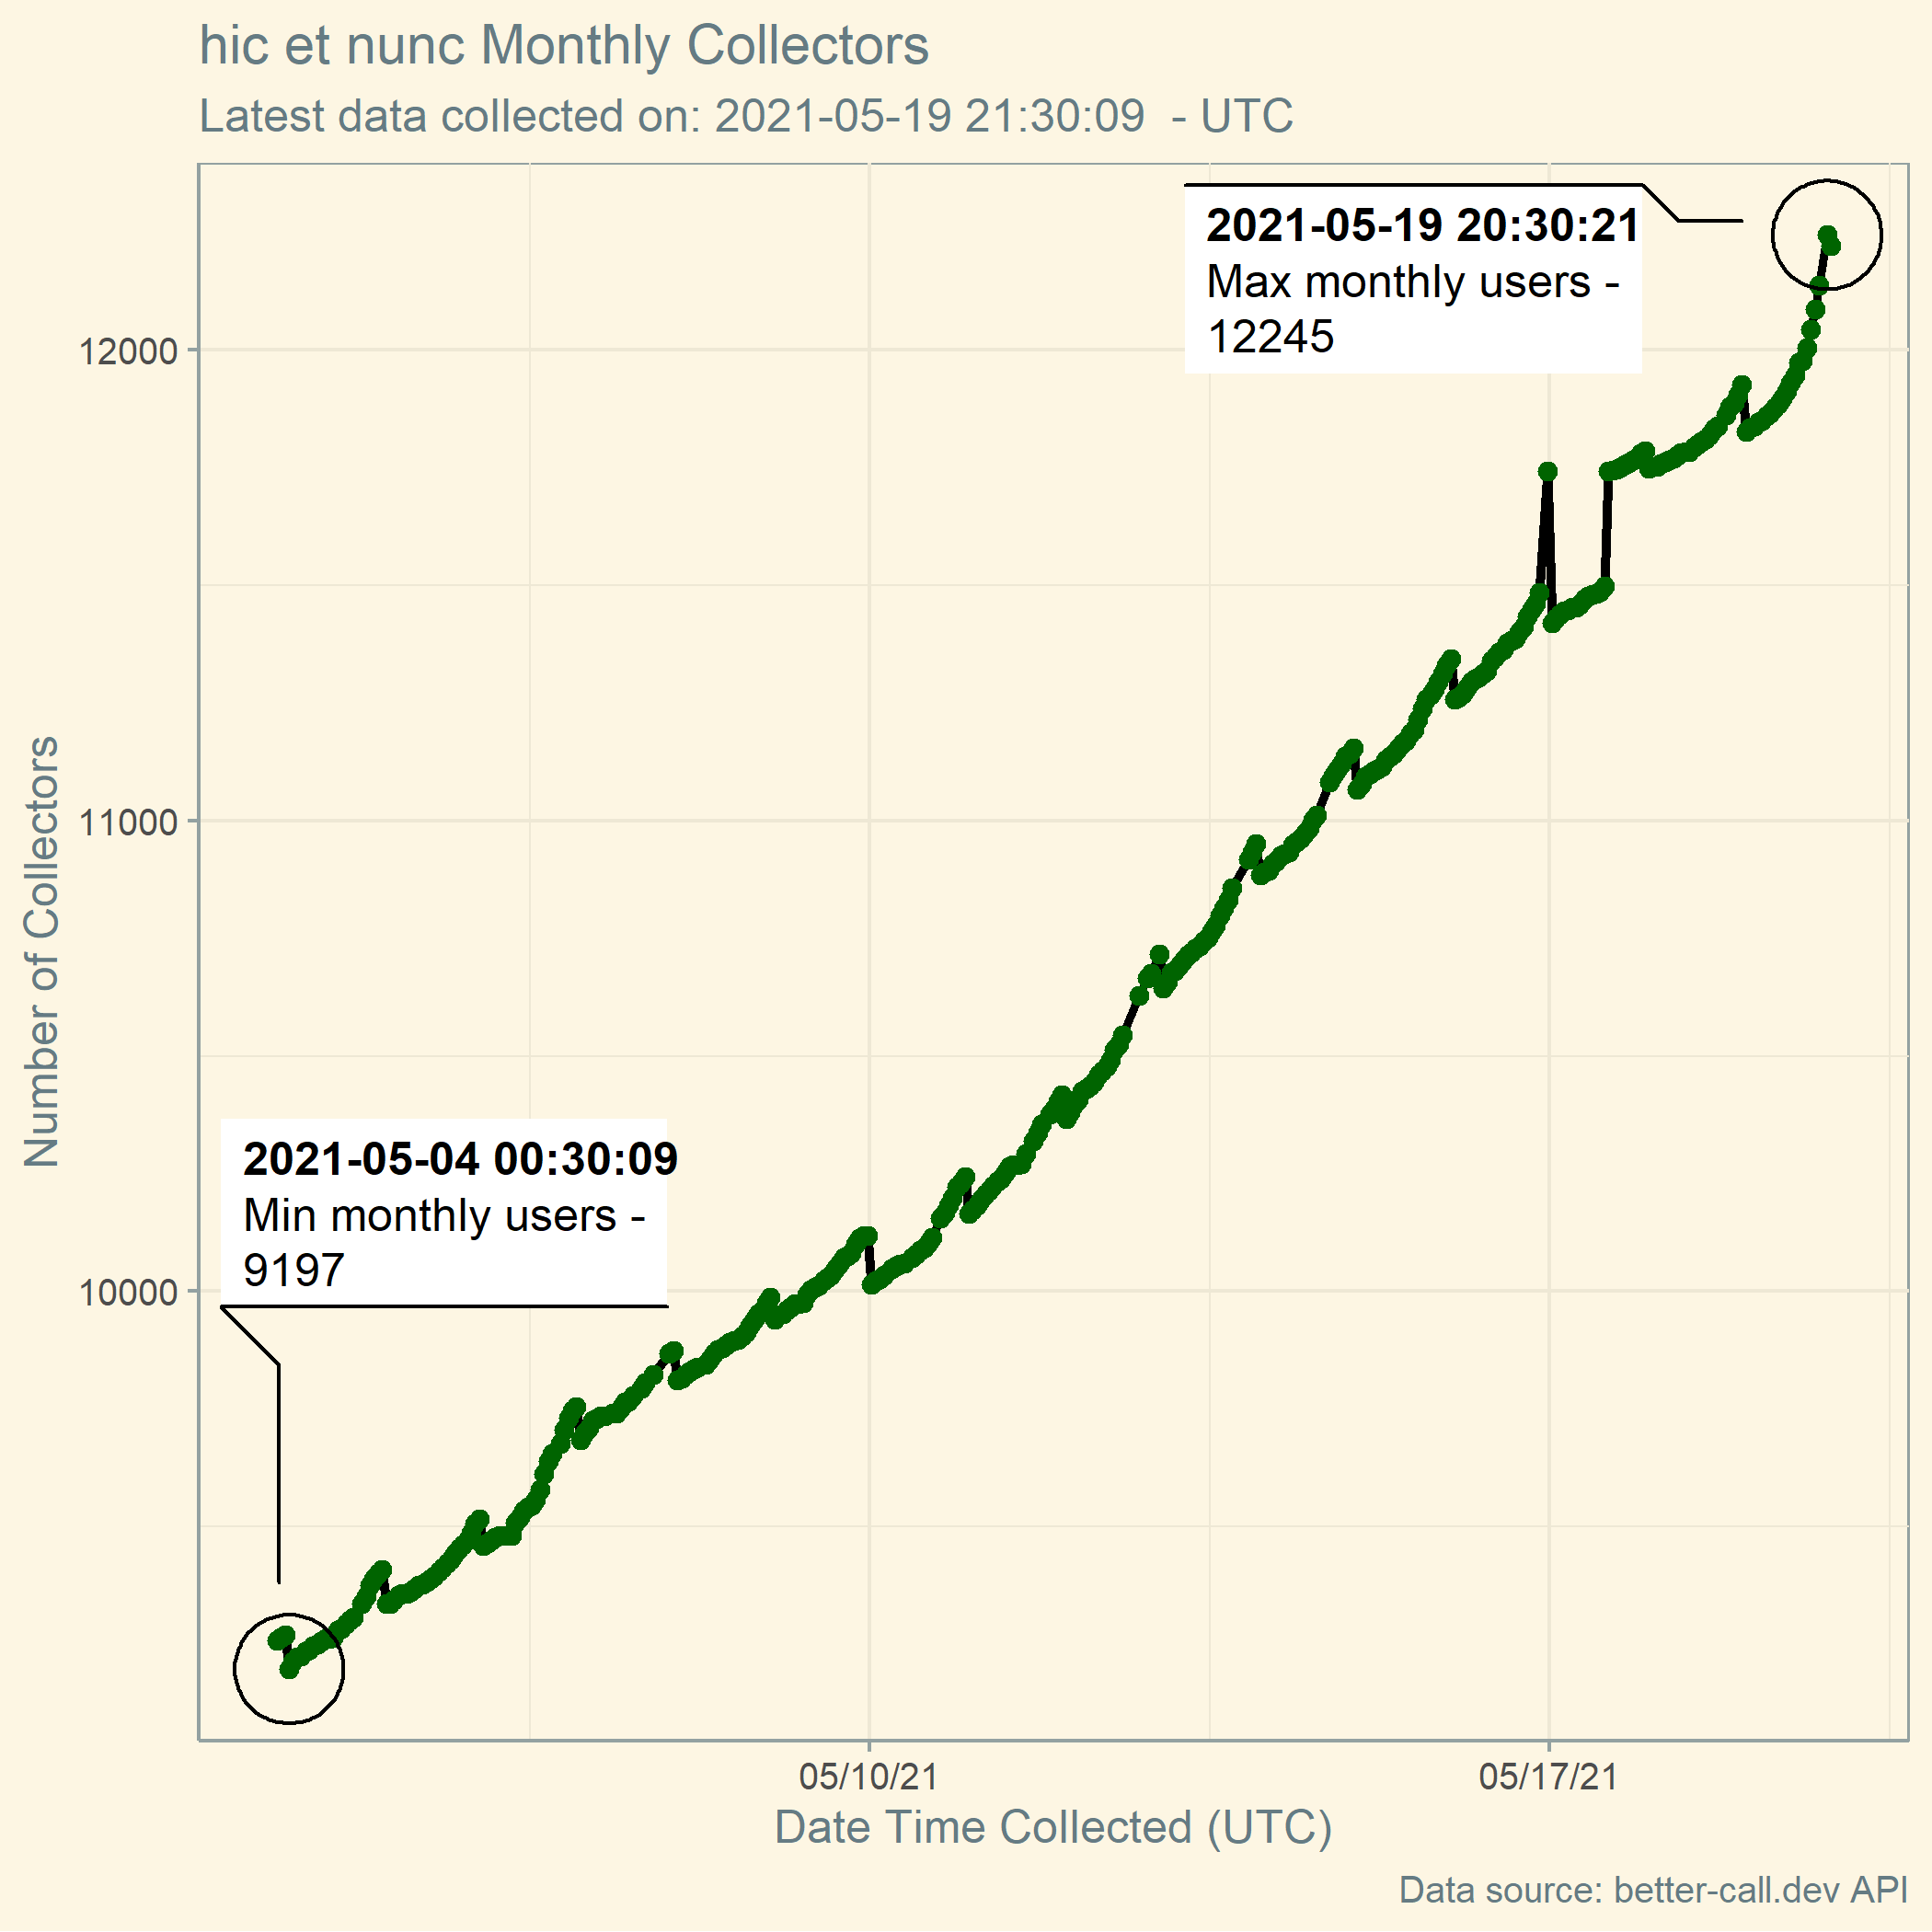 hic et nunc Monthly Collectors
Latest data collected on: 2021-05-19 21:30:09  - UTC
2021-05-19 20:30:21
Max monthly users -
12245
12000
11000
10000
Number of Collectors
2021-05-04 00:30:09
Min monthly users -
9197
05/10/21
05/17/21
Date Time Collected (UTC)
Data source: better-call.dev API